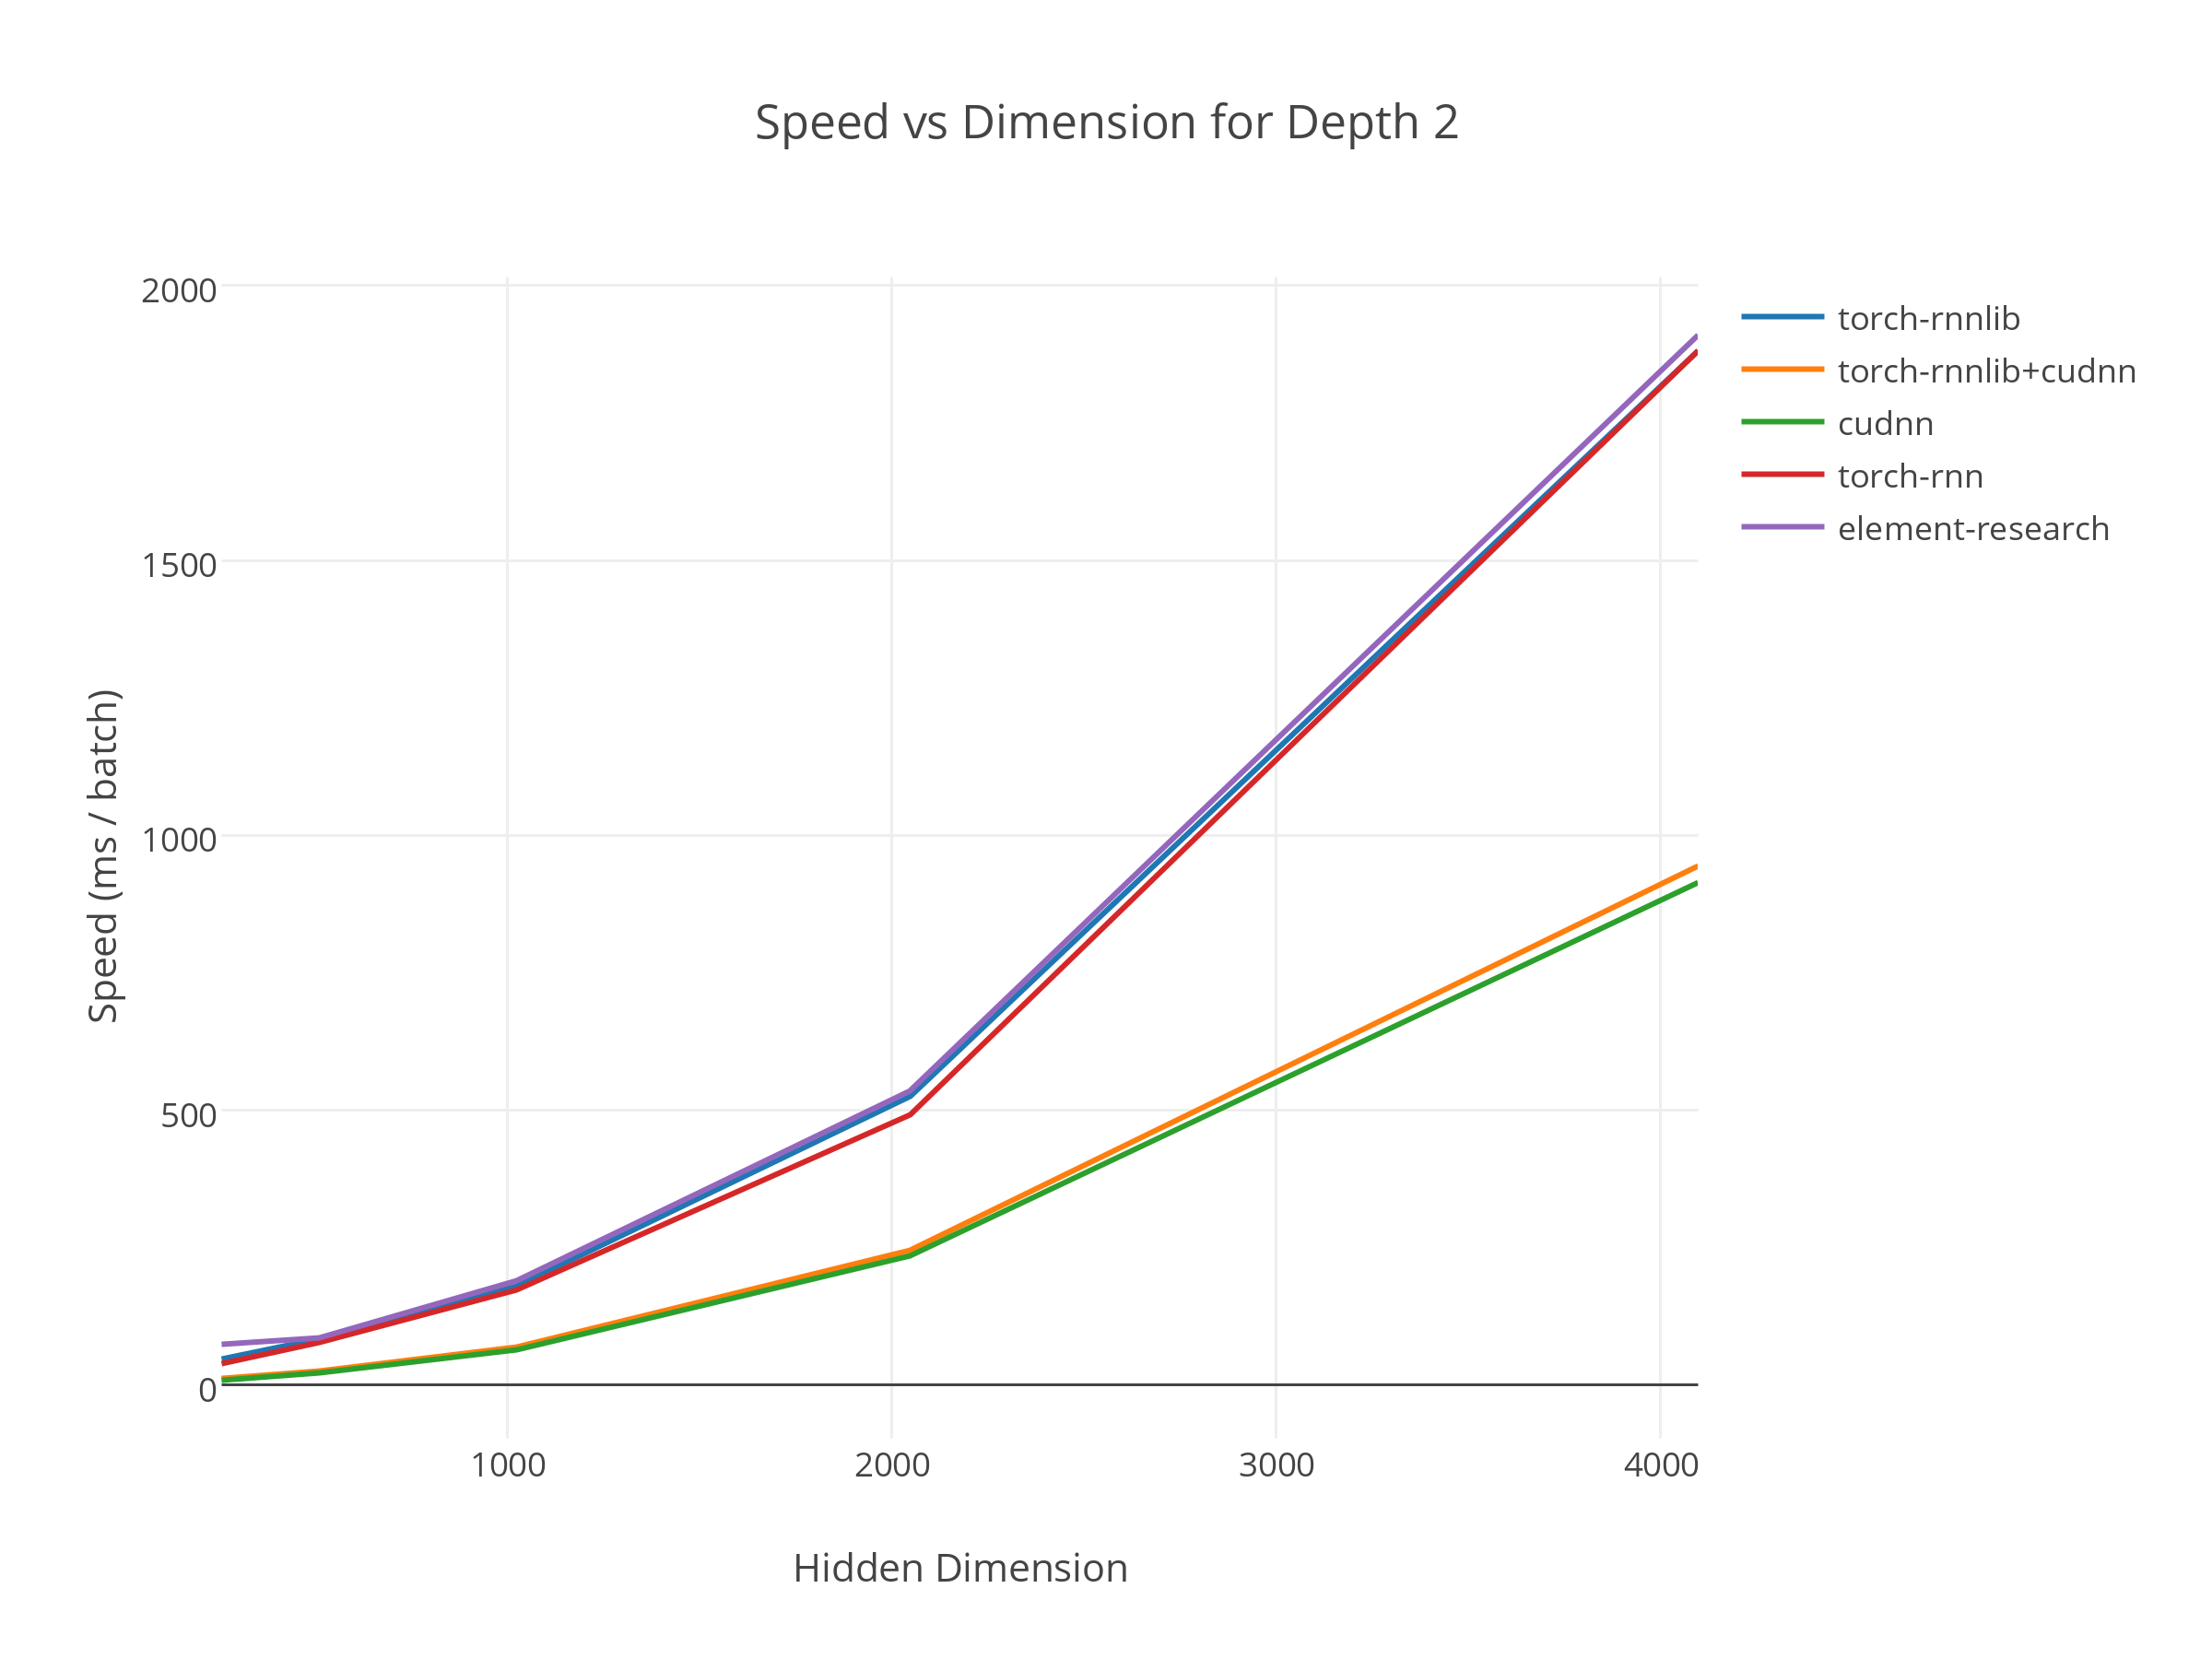 Speed vs Dimension for Depth 2
2000
1500
1000
500
0
Speed (ms / batch)
1000
2000
3000
4000
Hidden Dimension
torch-rnnlib
torch-rnnlib+cudnn
cudnn
torch-rnn
element-research